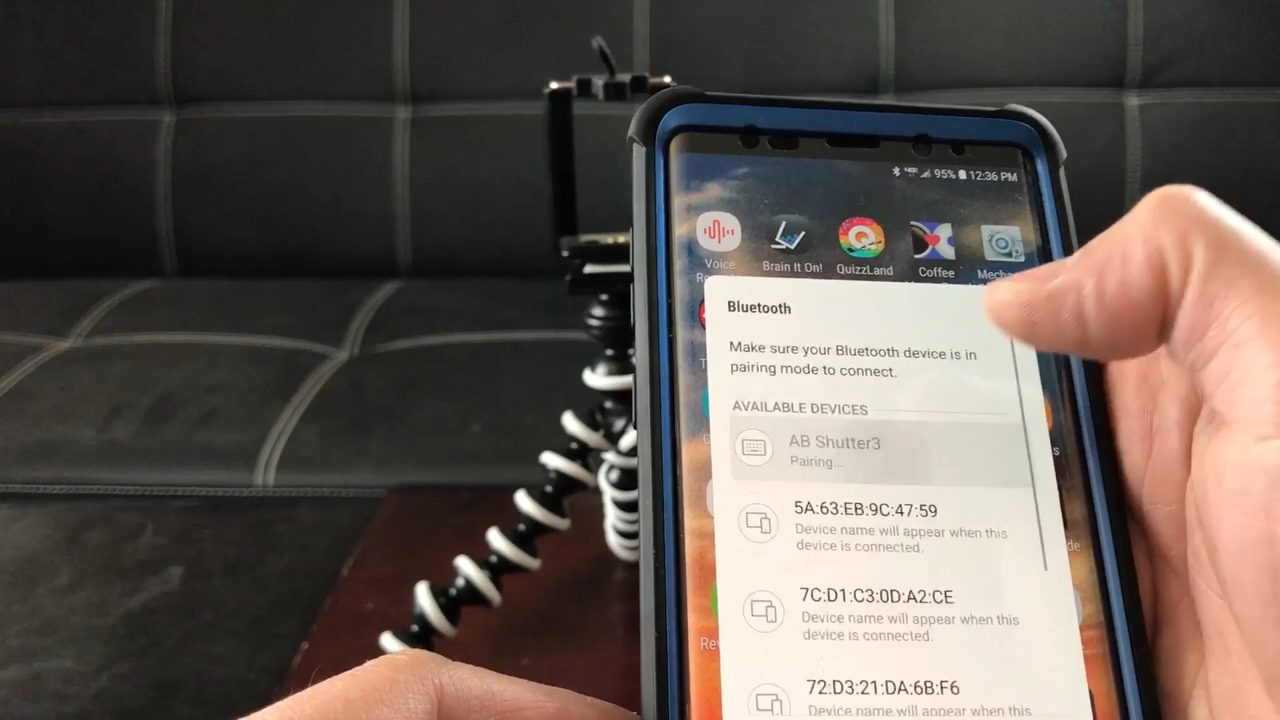 95% 12:36 PM
Voice Brain It On! QuizzLand Coffee Mecha
Bluetooth
Make sure your Bluetooth device is in
pairing mode to connect.
AVAILABLE DEVICES
AB Shutter3
Pairing...
5A:63:EB:9C:47:59
Device name will appear when this
device is connected.
7C:D1:C3:0D:A2:CE
Device name will appear when this
device is connected.
72:D3:21:DA:6B:F6
Device name will appear when this